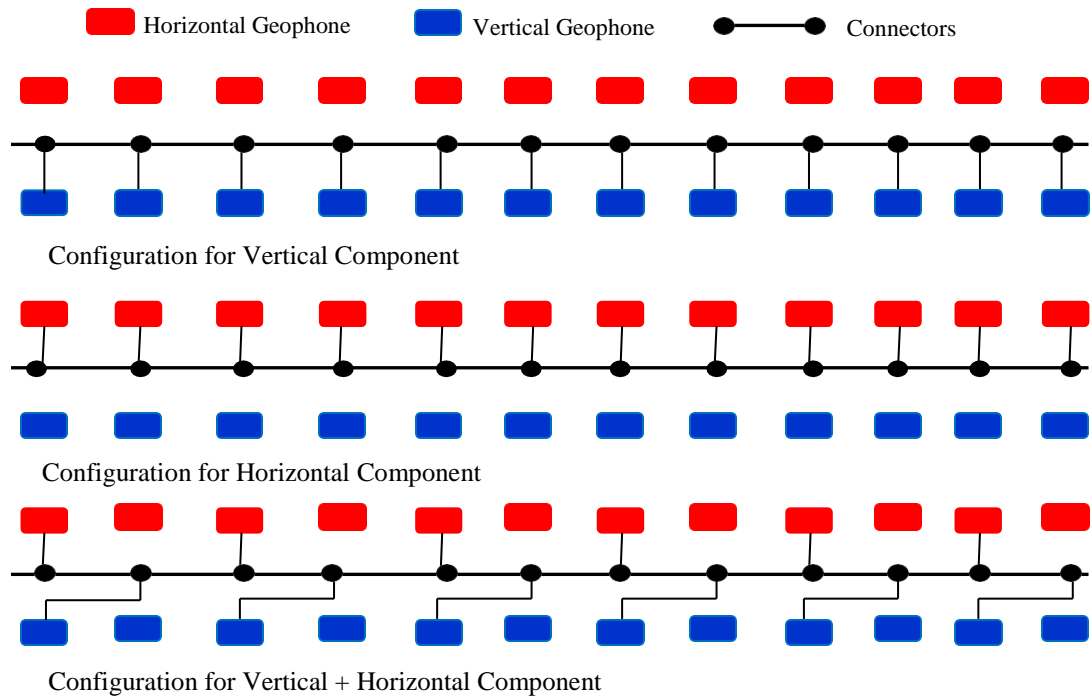 Horizontal Geophone Vertical Geophone Connectors
Configuration for Vertical Component
Configuration for Horizontal Component
Configuration for Vertical + Horizontal Component